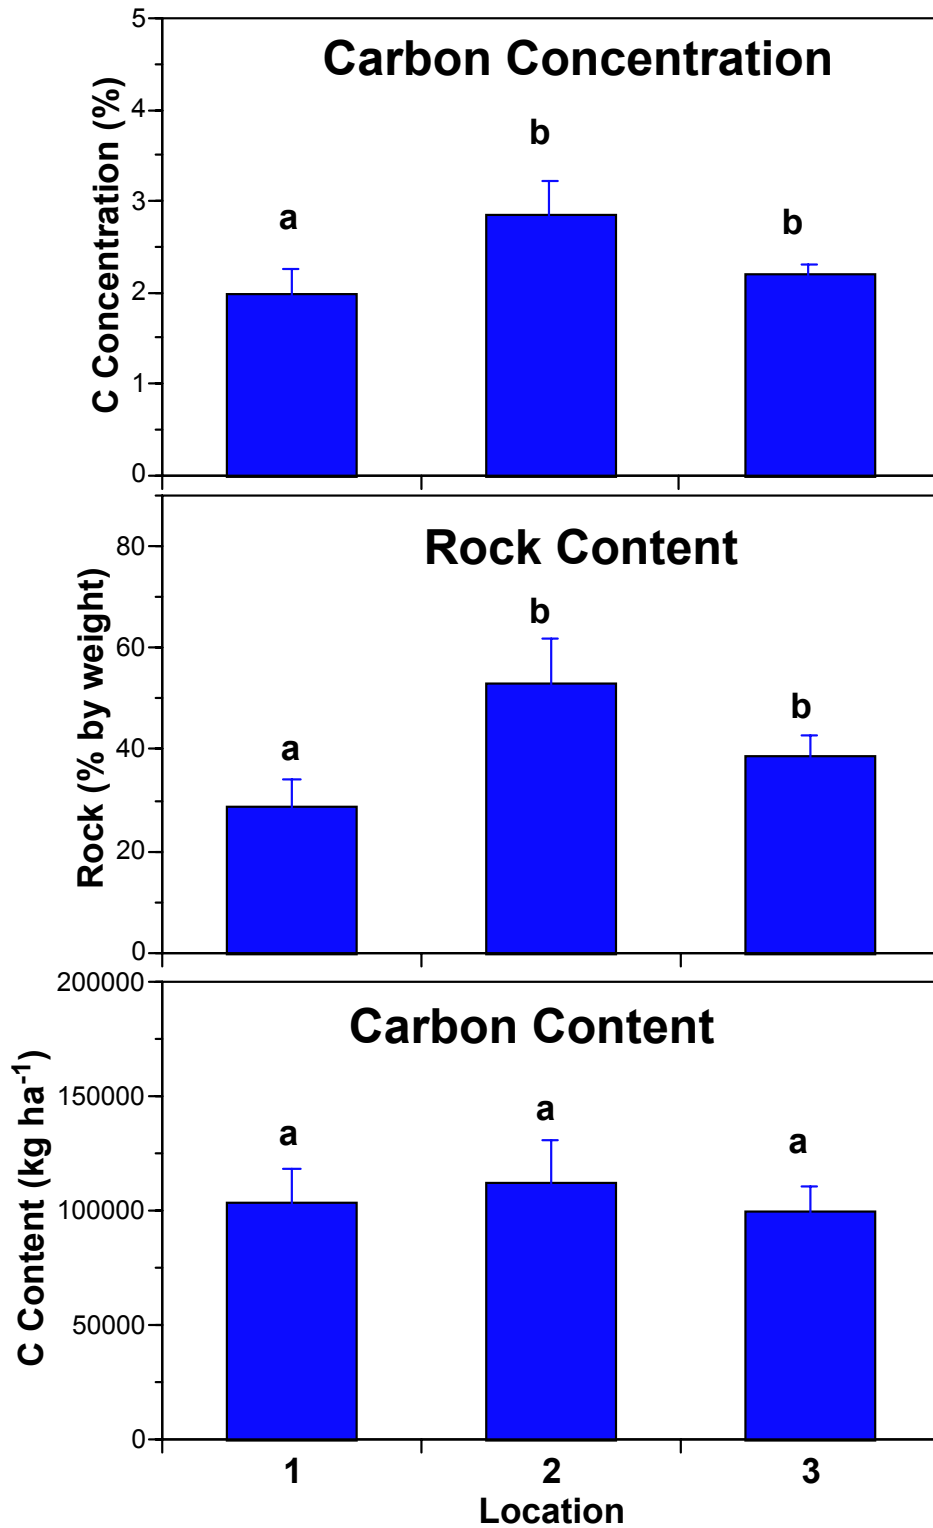 Carbon Concentration
C Concentration (%)
5
4
3
2
1
0
a
b
b
Rock Content
Rock (% by weight)
80
60
40
20
0
a
b
b
Carbon Content
C Content (kg ha⁻¹)
200000
150000
100000
50000
0
a
a
a
1 2 3
Location